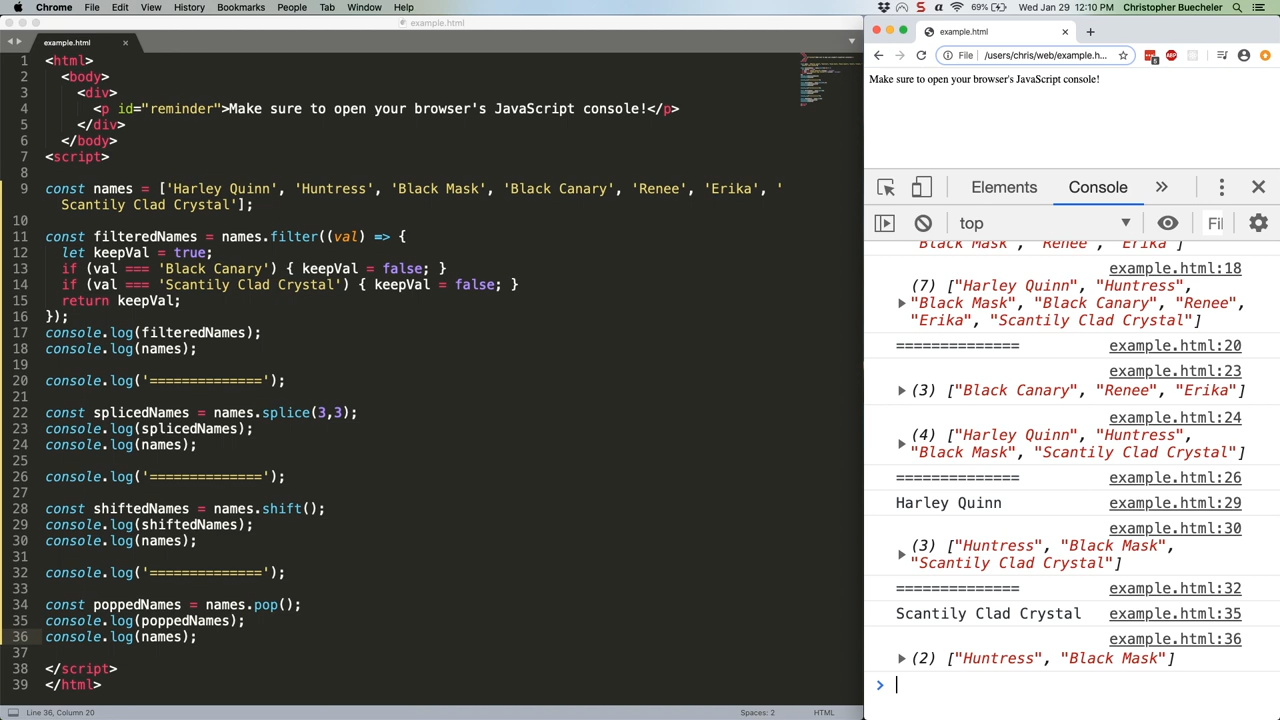 Chrome File Edit View History Bookmarks People Tab Window Help
69% Wed Jan 29 12:10 PM Christopher Buecheler
example.html
example.html ×
1 <html>
2 <body>
3 <div>
4 <p id="reminder">Make sure to open your browser's JavaScript console!</p>
5 </div>
6 </body>
7 <script>
8
9 const names = ['Harley Quinn', 'Huntress', 'Black Mask', 'Black Canary', 'Renee', 'Erika', '
Scantily Clad Crystal'];
10
11 const filteredNames = names.filter((val) => {
12 let keepVal = true;
13 if (val === 'Black Canary') { keepVal = false; }
14 if (val === 'Scantily Clad Crystal') { keepVal = false; }
15 return keepVal;
16 });
17 console.log(filteredNames);
18 console.log(names);
19
20 console.log('==============');
21
22 const splicedNames = names.splice(3,3);
23 console.log(splicedNames);
24 console.log(names);
25
26 console.log('==============');
27
28 const shiftedNames = names.shift();
29 console.log(shiftedNames);
30 console.log(names);
31
32 console.log('==============');
33
34 const poppedNames = names.pop();
35 console.log(poppedNames);
36 console.log(names);
37
38 </script>
39 </html>
Line 36, Column 20
Spaces: 2 HTML
example.html × +
File /users/chris/web/example.h...
Make sure to open your browser's JavaScript console!
Elements Console »
top Fil
"Black Mask", "Renee", "Erika"]
example.html:18
(7) ["Harley Quinn", "Huntress",
"Black Mask", "Black Canary", "Renee",
"Erika", "Scantily Clad Crystal"]
============== example.html:20
example.html:23
(3) ["Black Canary", "Renee", "Erika"]
example.html:24
(4) ["Harley Quinn", "Huntress",
"Black Mask", "Scantily Clad Crystal"]
============== example.html:26
Harley Quinn example.html:29
example.html:30
(3) ["Huntress", "Black Mask",
"Scantily Clad Crystal"]
============== example.html:32
Scantily Clad Crystal example.html:35
example.html:36
(2) ["Huntress", "Black Mask"]
>